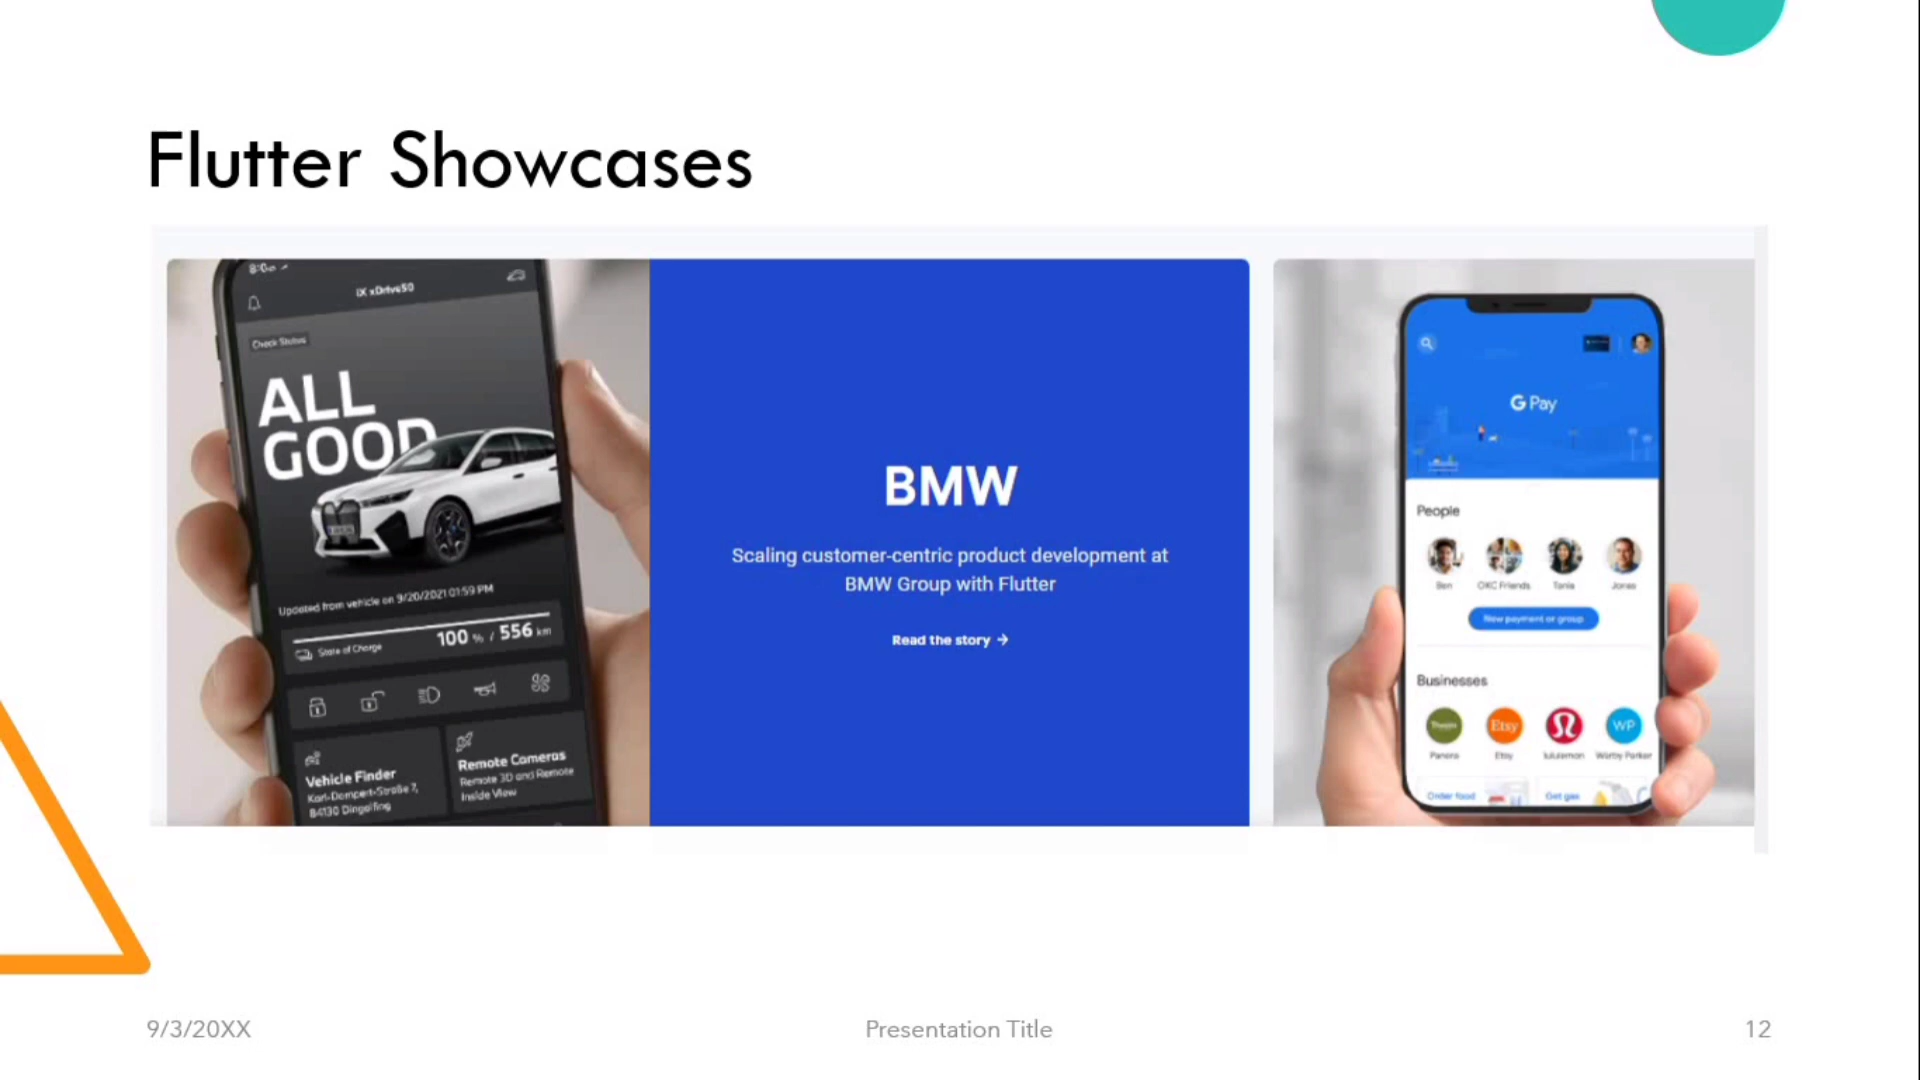 Flutter Showcases
iX xDrive50
Check Status
ALL
GOOD
Updated from vehicle on 9/20/2021 01:59 PM
100 % / 556 km
State of Charge
Vehicle Finder
Karl-Dompert-Straße 7,
84130 Dingolfing
Remote Cameras
Remote 3D and Remote
Inside View
BMW
Scaling customer-centric product development at
BMW Group with Flutter
Read the story →
G Pay
People
Ben OKC Friends Tania Jonas
New payment or group
Businesses
Etsy WP
Panera Etsy lululemon Warby Parker
Order food Get gas
9/3/20XX Presentation Title 12